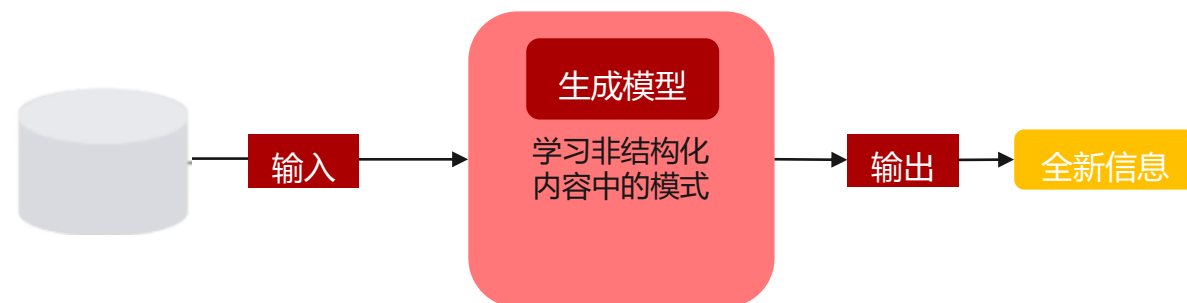 生成模型
输入
学习非结构化
内容中的模式
输出
全新信息